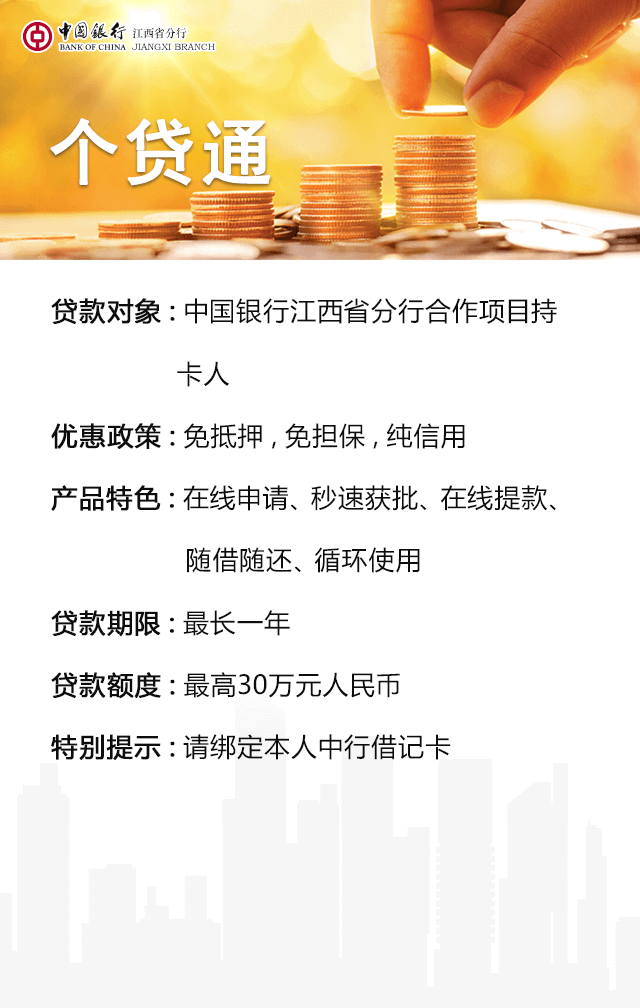 中国银行 江西省分行
BANK OF CHINA JIANGXI BRANCH
个贷通
贷款对象：中国银行江西省分行合作项目持
卡人
优惠政策：免抵押，免担保，纯信用
产品特色：在线申请、秒速获批、在线提款、
随借随还、循环使用
贷款期限：最长一年
贷款额度：最高30万元人民币
特别提示：请绑定本人中行借记卡